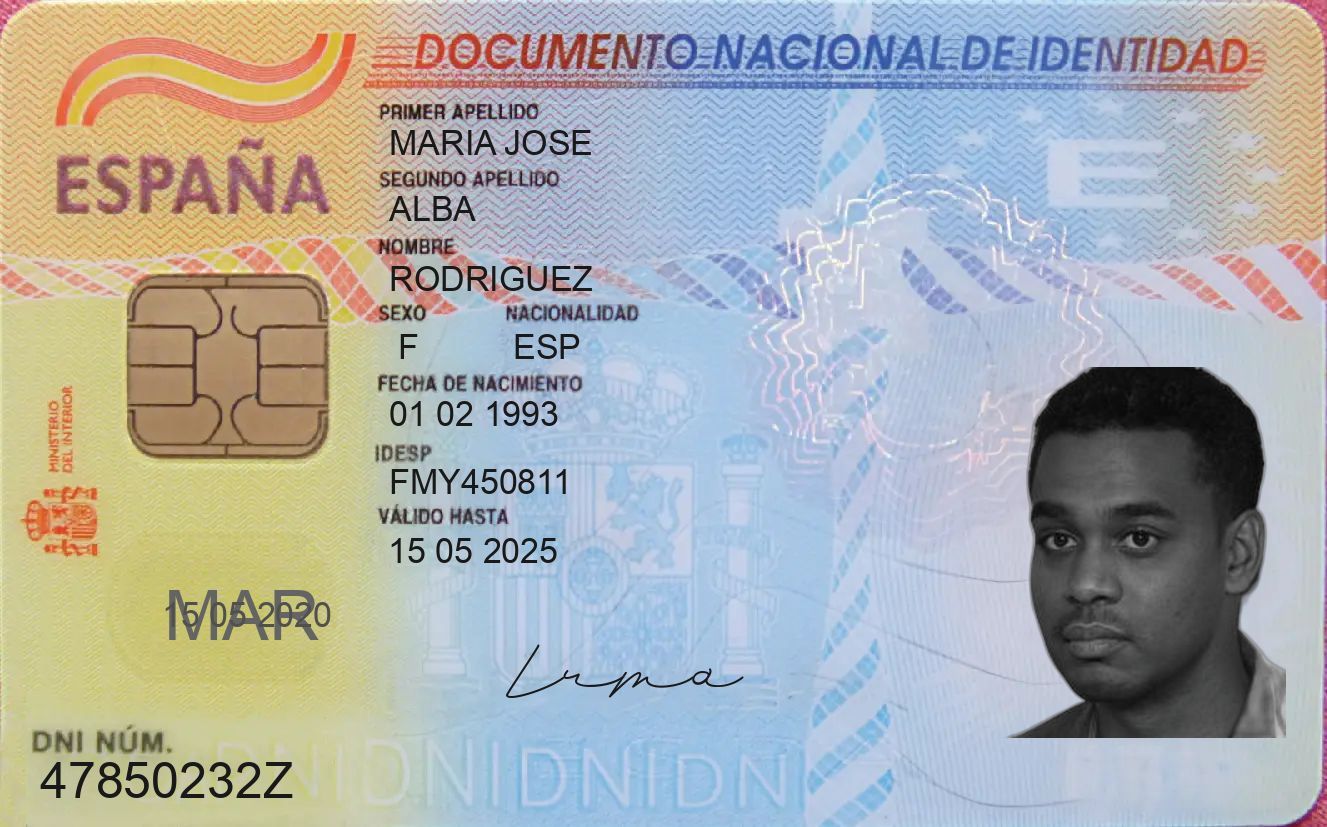 DOCUMENTO NACIONAL DE IDENTIDAD
ESPAÑA
PRIMER APELLIDO
MARIA JOSE
SEGUNDO APELLIDO
ALBA
NOMBRE
RODRIGUEZ
SEXO NACIONALIDAD
F ESP
FECHA DE NACIMIENTO
01 02 1993
IDESP
FMY450811
VÁLIDO HASTA
15 05 2025
MINISTERIO
DEL INTERIOR
E
MAR
15 05 2020
Irma
DNI NÚM.
47850232Z
DNIDNIDNIDNI